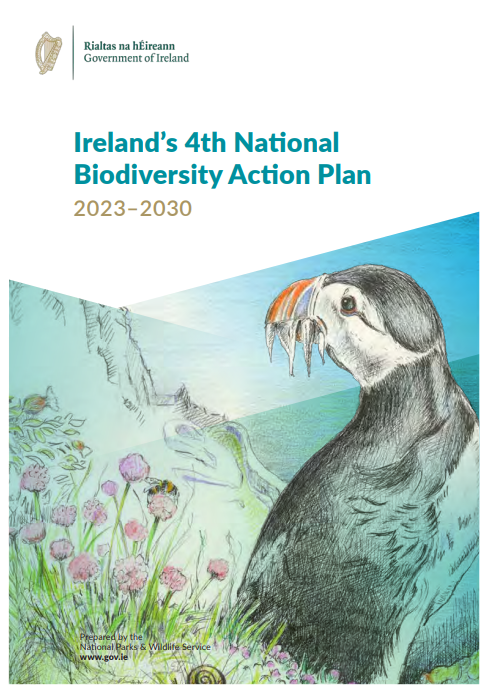 Rialtas na hÉireann
Government of Ireland
Ireland's 4th National
Biodiversity Action Plan
2023–2030
Prepared by the
National Parks & Wildlife Service
www.gov.ie